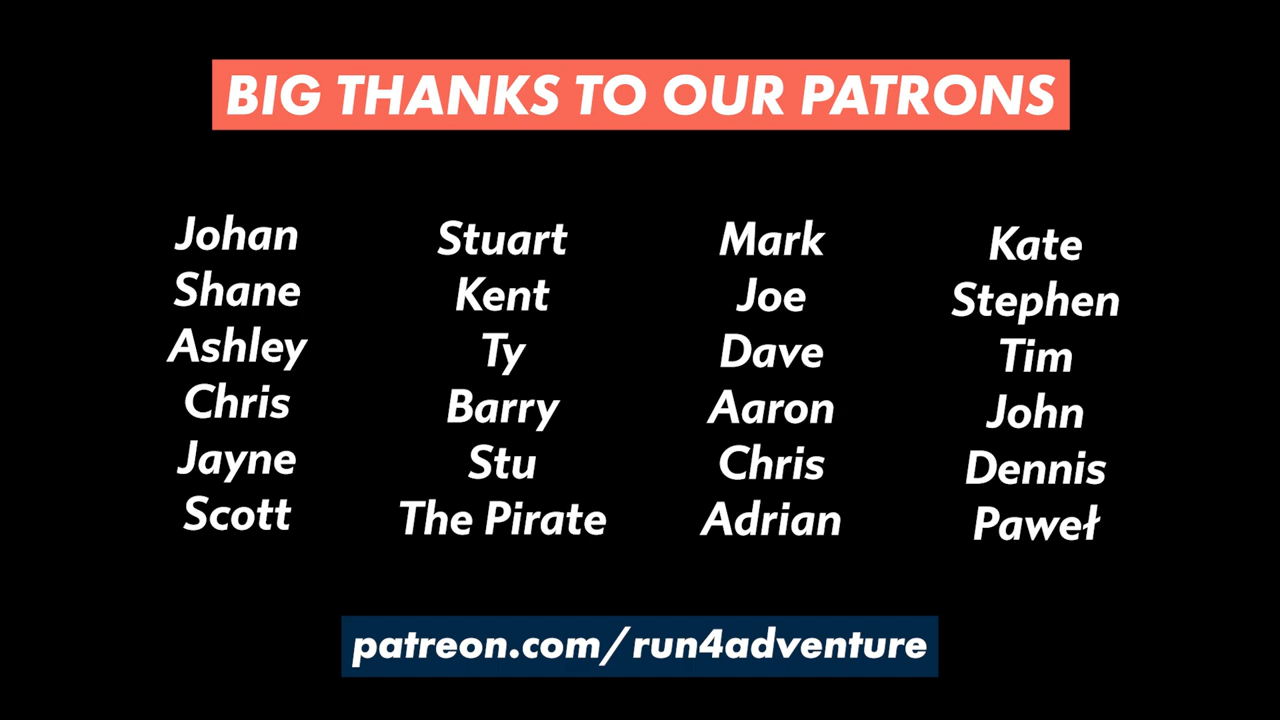 BIG THANKS TO OUR PATRONS
Johan
Shane
Ashley
Chris
Jayne
Scott
Stuart
Kent
Ty
Barry
Stu
The Pirate
Mark
Joe
Dave
Aaron
Chris
Adrian
Kate
Stephen
Tim
John
Dennis
Paweł
patreon.com/run4adventure